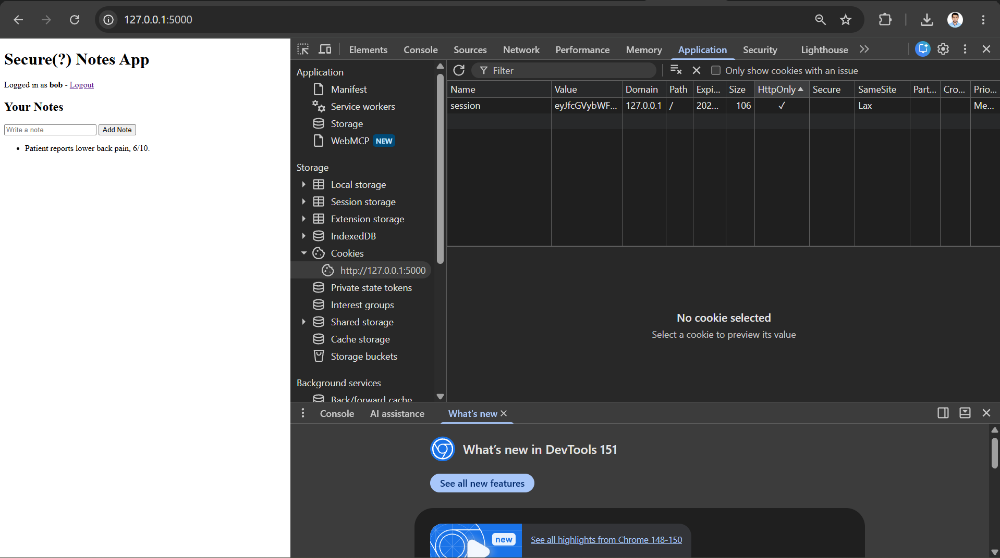 127.0.0.1:5000
Secure(?) Notes App
Logged in as bob - Logout
Your Notes
Write a note
Add Note
Patient reports lower back pain, 6/10.
Elements
Console
Sources
Network
Performance
Memory
Application
Security
Lighthouse
Application
Manifest
Service workers
Storage
WebMCP NEW
Storage
Local storage
Session storage
Extension storage
IndexedDB
Cookies
http://127.0.0.1:5000
Private state tokens
Interest groups
Shared storage
Cache storage
Storage buckets
Background services
Back/forward cache
Filter
Only show cookies with an issue
Name Value Domain Path Expi... Size HttpOnly Secure SameSite Part... Cro... Prio...
session eyJfcGVybWF... 127.0.0.1 / 202... 106 ✓ Lax Me...
No cookie selected
Select a cookie to preview its value
Console
AI assistance
What's new
What's new in DevTools 151
See all new features
new
See all highlights from Chrome 148-150